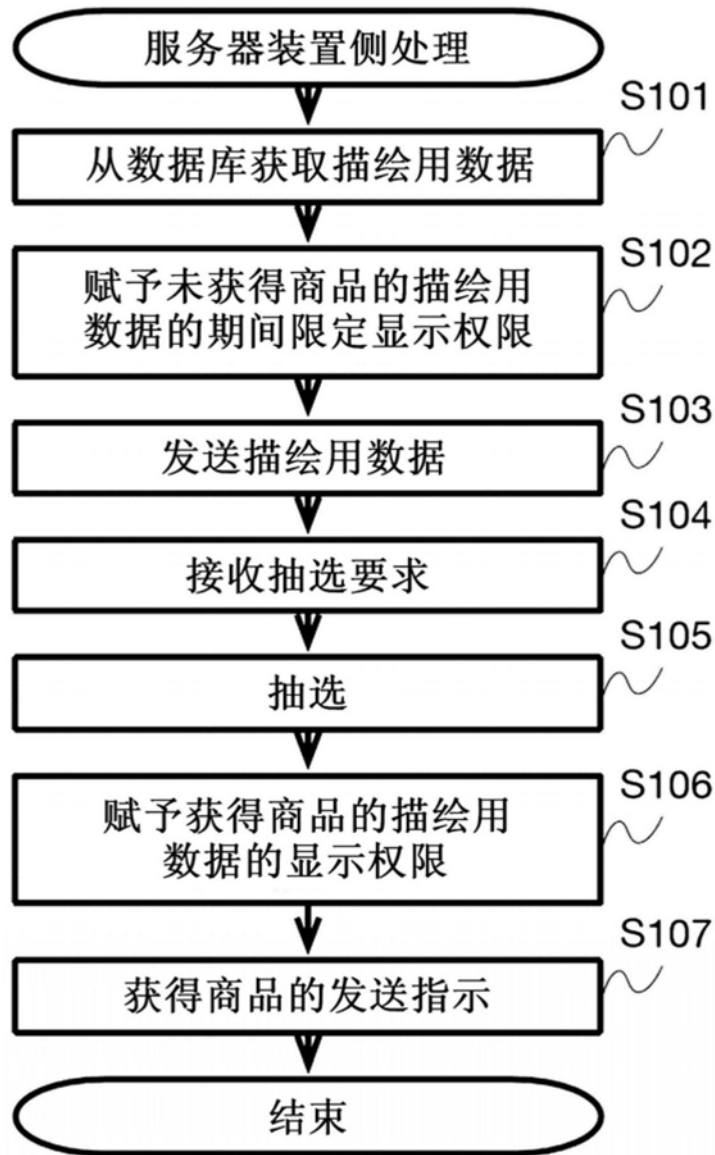 服务器装置侧处理
S101
从数据库获取描绘用数据
S102
赋予未获得商品的描绘用
数据的期间限定显示权限
S103
发送描绘用数据
S104
接收抽选要求
S105
抽选
S106
赋予获得商品的描绘用
数据的显示权限
S107
获得商品的发送指示
结束